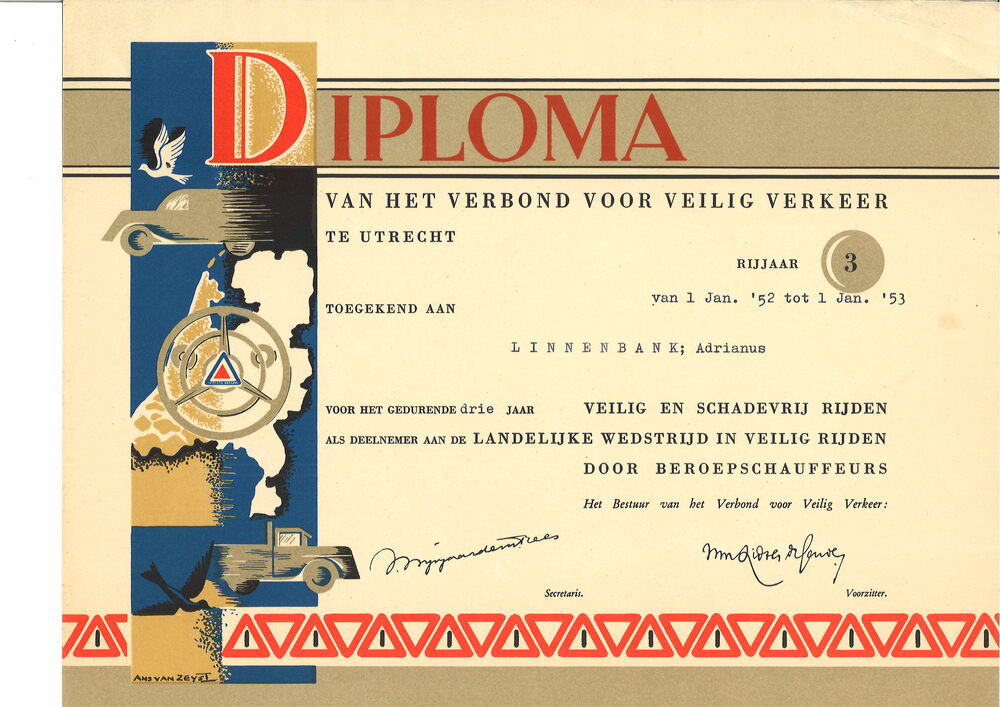 DIPLOMA
VAN HET VERBOND VOOR VEILIG VERKEER
TE UTRECHT
RIJJAAR 3
van 1 Jan. '52 tot 1 Jan. '53
TOEGEKEND AAN
LINNENBANK; Adrianus
VOOR HET GEDURENDE drie JAAR VEILIG EN SCHADEVRIJ RIJDEN
ALS DEELNEMER AAN DE LANDELIJKE WEDSTRIJD IN VEILIG RIJDEN
DOOR BEROEPSCHAUFFEURS
Het Bestuur van het Verbond voor Veilig Verkeer:
Secretaris. Voorzitter.
ANS VAN ZEYST